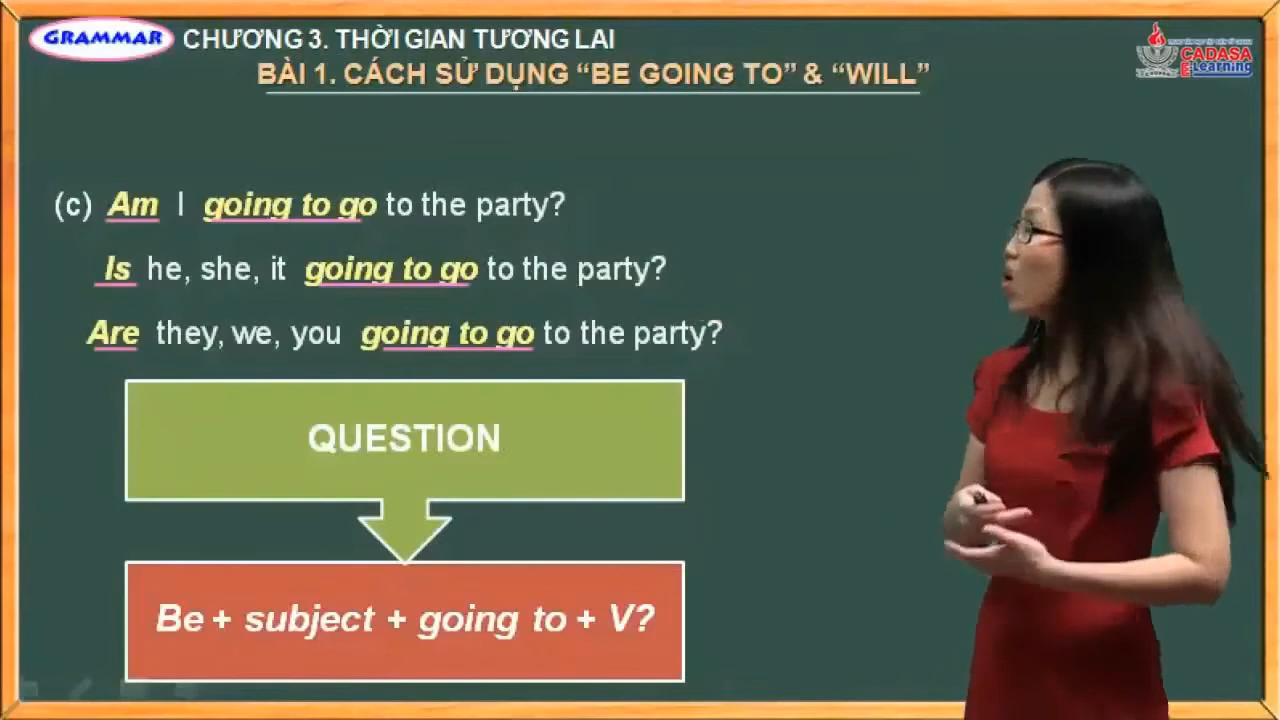 GRAMMAR CHƯƠNG 3. THỜI GIAN TƯƠNG LAI
BÀI 1. CÁCH SỬ DỤNG “BE GOING TO” & “WILL”
CADASA
E Learning
(c) Am I going to go to the party?
Is he, she, it going to go to the party?
Are they, we, you going to go to the party?
QUESTION
Be + subject + going to + V?